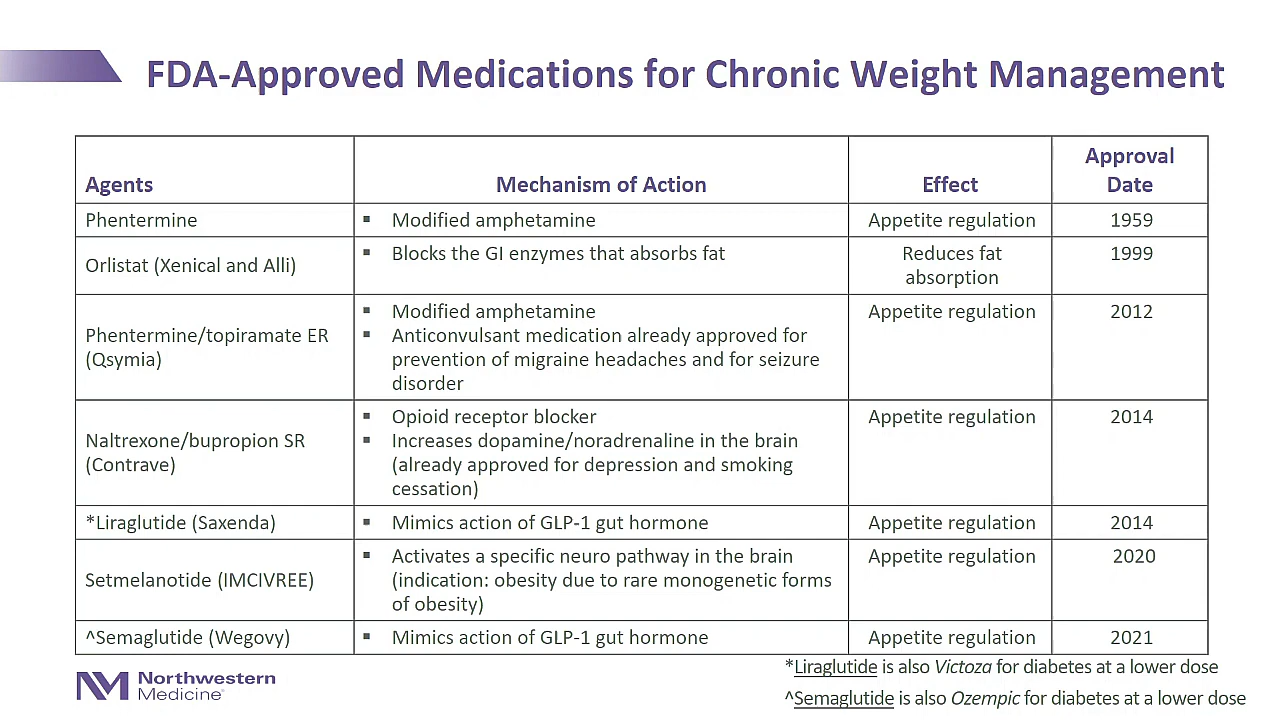 FDA-Approved Medications for Chronic Weight Management
Agents Mechanism of Action Effect Approval Date
Phentermine ▪ Modified amphetamine Appetite regulation 1959
Orlistat (Xenical and Alli) ▪ Blocks the GI enzymes that absorbs fat Reduces fat absorption 1999
Phentermine/topiramate ER
(Qsymia)
▪ Modified amphetamine
▪ Anticonvulsant medication already approved for
prevention of migraine headaches and for seizure
disorder
Appetite regulation 2012
Naltrexone/bupropion SR
(Contrave)
▪ Opioid receptor blocker
▪ Increases dopamine/noradrenaline in the brain
(already approved for depression and smoking
cessation)
Appetite regulation 2014
*Liraglutide (Saxenda) ▪ Mimics action of GLP-1 gut hormone Appetite regulation 2014
Setmelanotide (IMCIVREE)
▪ Activates a specific neuro pathway in the brain
(indication: obesity due to rare monogenetic forms
of obesity)
Appetite regulation 2020
^Semaglutide (Wegovy) ▪ Mimics action of GLP-1 gut hormone Appetite regulation 2021
*Liraglutide is also Victoza for diabetes at a lower dose
^Semaglutide is also Ozempic for diabetes at a lower dose
NM Northwestern
Medicine®